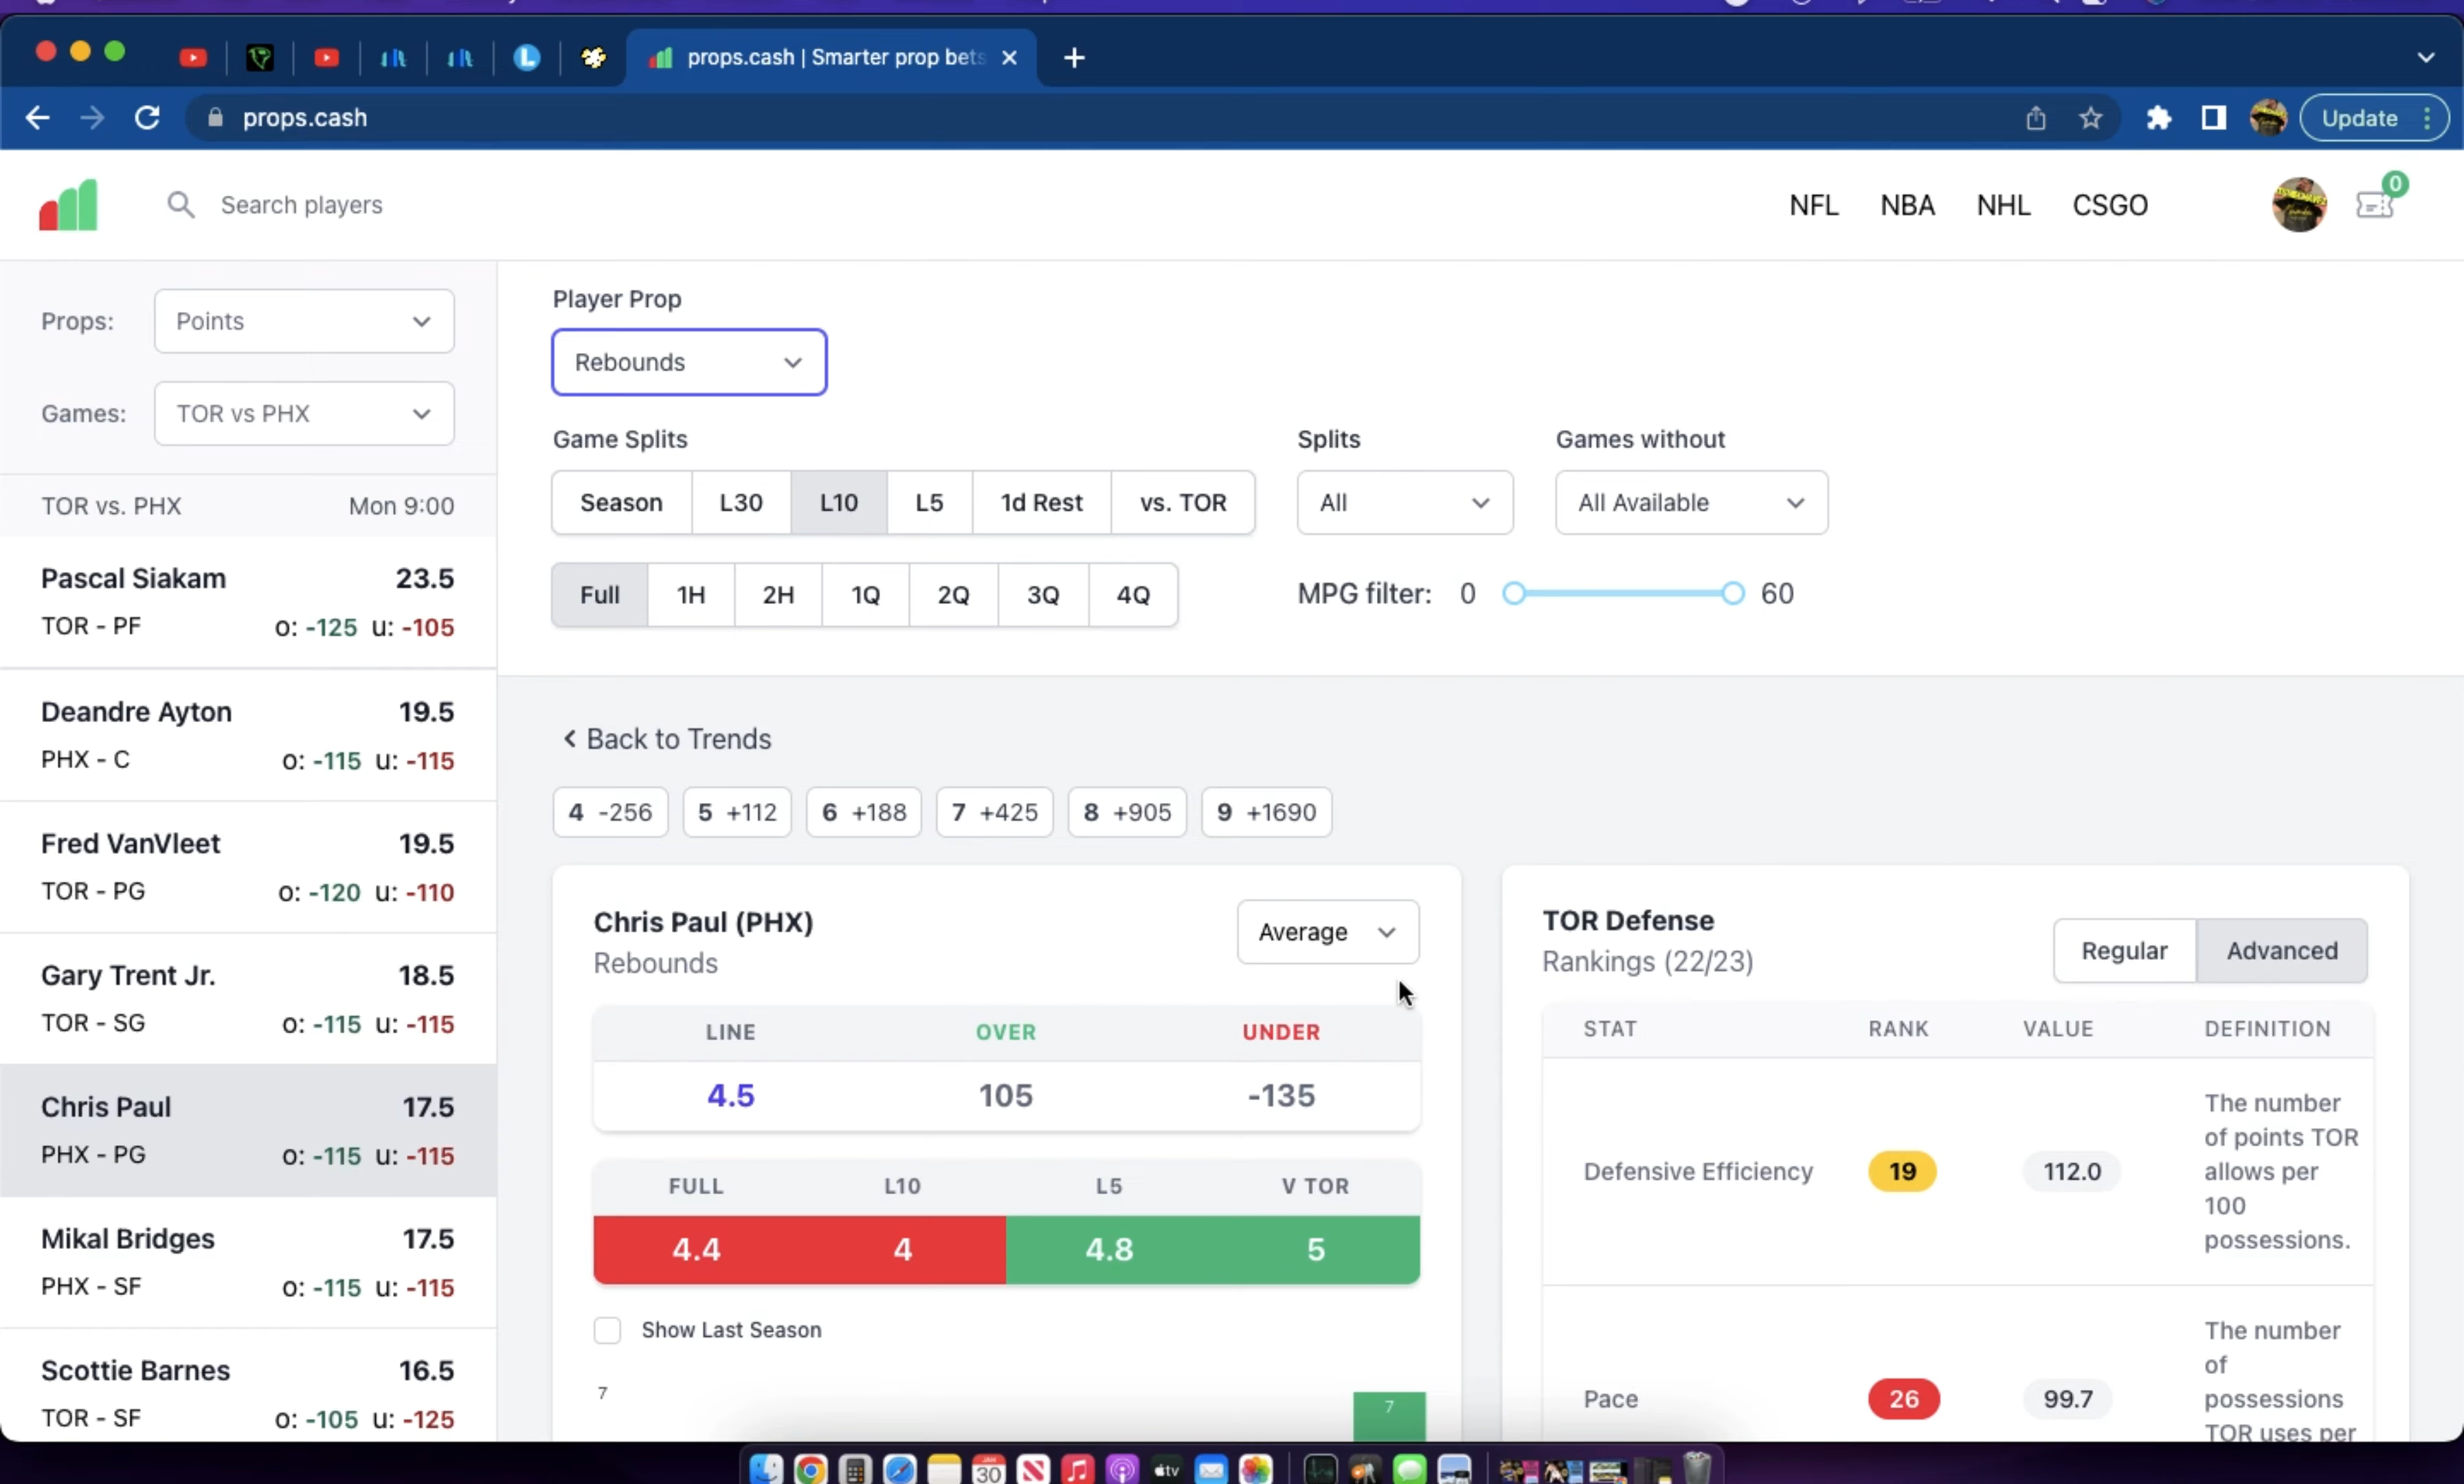 props.cash | Smarter prop bets
props.cash
Update
Search players
NFL NBA NHL CSGO
0
Props: Points
Games: TOR vs PHX
TOR vs. PHX Mon 9:00
Pascal Siakam 23.5
TOR - PF o: -125 u: -105
Deandre Ayton 19.5
PHX - C o: -115 u: -115
Fred VanVleet 19.5
TOR - PG o: -120 u: -110
Gary Trent Jr. 18.5
TOR - SG o: -115 u: -115
Chris Paul 17.5
PHX - PG o: -115 u: -115
Mikal Bridges 17.5
PHX - SF o: -115 u: -115
Scottie Barnes 16.5
TOR - SF o: -105 u: -125
Player Prop
Rebounds
Game Splits Splits Games without
Season L30 L10 L5 1d Rest vs. TOR All All Available
Full 1H 2H 1Q 2Q 3Q 4Q MPG filter: 0 60
Back to Trends
4 -256 5 +112 6 +188 7 +425 8 +905 9 +1690
Chris Paul (PHX) Average
Rebounds
LINE OVER UNDER
4.5 105 -135
FULL L10 L5 V TOR
4.4 4 4.8 5
Show Last Season
7
7
TOR Defense
Rankings (22/23)
Regular Advanced
STAT RANK VALUE DEFINITION
Defensive Efficiency 19 112.0
The number
of points TOR
allows per
100
possessions.
Pace 26 99.7
The number
of
possessions
TOR uses per
30
tv